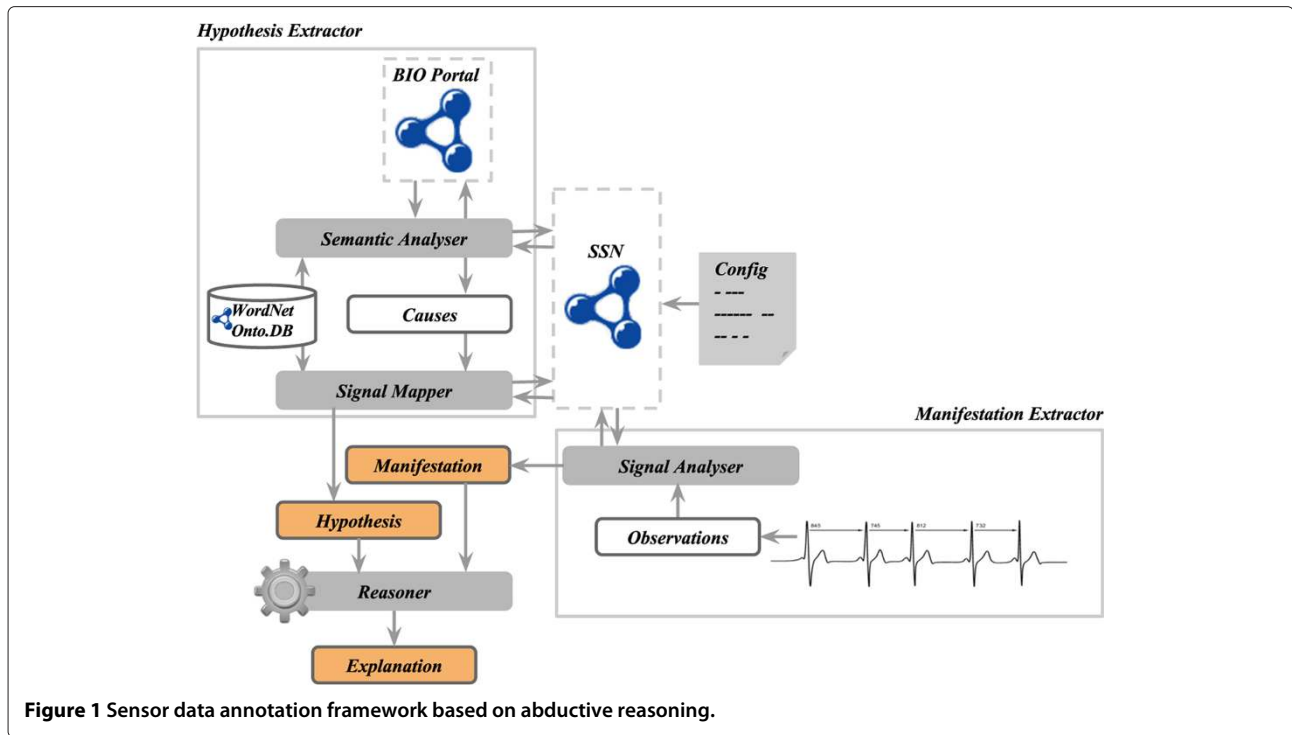 Hypothesis Extractor
BIO Portal
Semantic Analyser
SSN
Config
WordNet
Onto.DB
Causes
Signal Mapper
Manifestation Extractor
Manifestation
Signal Analyser
Hypothesis
Observations
845 745 812 732
Reasoner
Explanation
Figure 1 Sensor data annotation framework based on abductive reasoning.